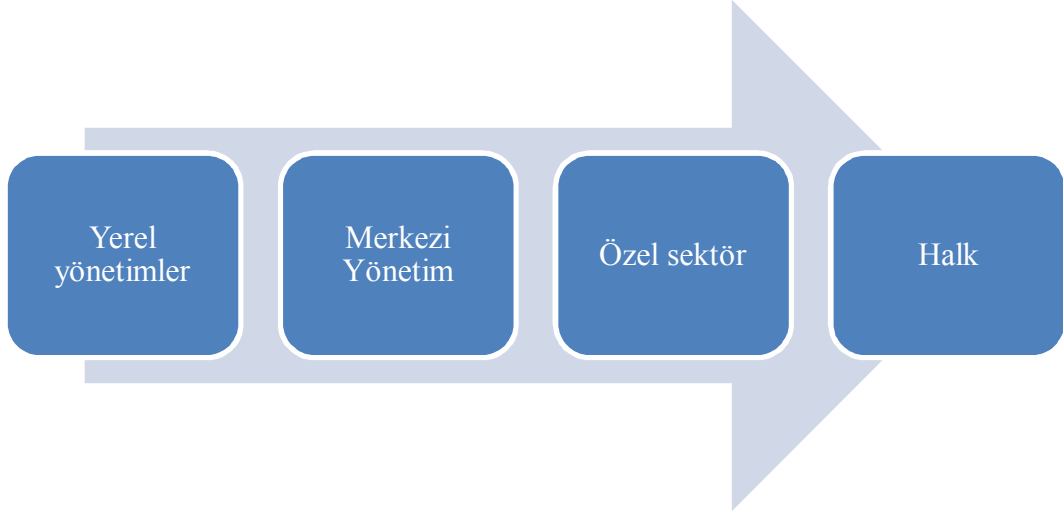 Yerel
yönetimler
Merkezi
Yönetim
Özel sektör
Halk